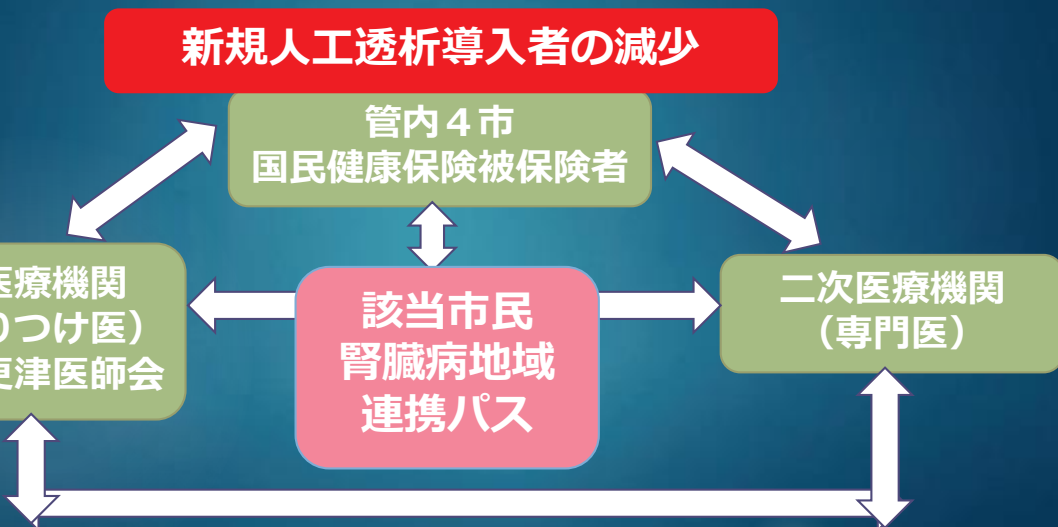 新規人工透析導入者の減少
管内４市
国民健康保険被保険者
医療機関
りつけ医）
更津医師会
該当市民
腎臓病地域
連携パス
二次医療機関
（専門医）